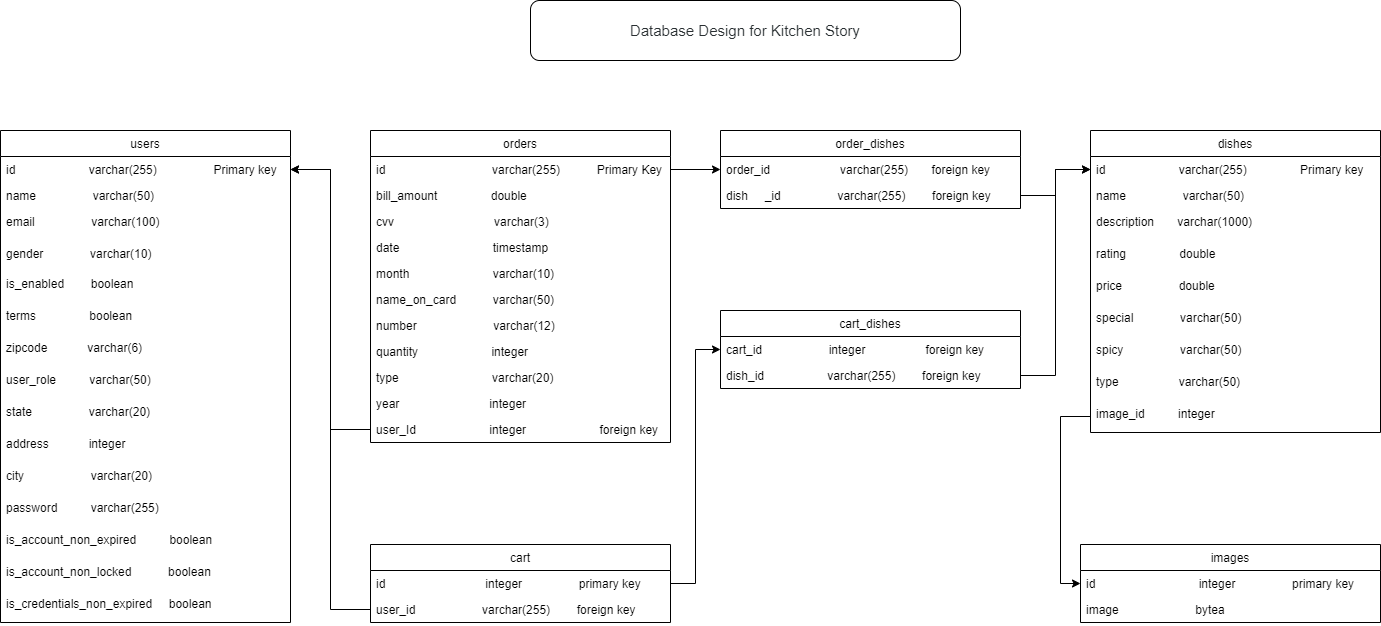 Database Design for Kitchen Story
users
id varchar(255) Primary key
name varchar(50)
email varchar(100)
gender varchar(10)
is_enabled boolean
terms boolean
zipcode varchar(6)
user_role varchar(50)
state varchar(20)
address integer
city varchar(20)
password varchar(255)
is_account_non_expired boolean
is_account_non_locked boolean
is_credentials_non_expired boolean
orders
id varchar(255) Primary Key
bill_amount double
cvv varchar(3)
date timestamp
month varchar(10)
name_on_card varchar(50)
number varchar(12)
quantity integer
type varchar(20)
year integer
user_Id integer foreign key
cart
id integer primary key
user_id varchar(255) foreign key
order_dishes
order_id varchar(255) foreign key
dish _id varchar(255) foreign key
cart_dishes
cart_id integer foreign key
dish_id varchar(255) foreign key
dishes
id varchar(255) Primary Key
name varchar(50)
description varchar(1000)
rating double
price double
special varchar(50)
spicy varchar(50)
type varchar(50)
image_id integer
images
id integer primary key
image bytea